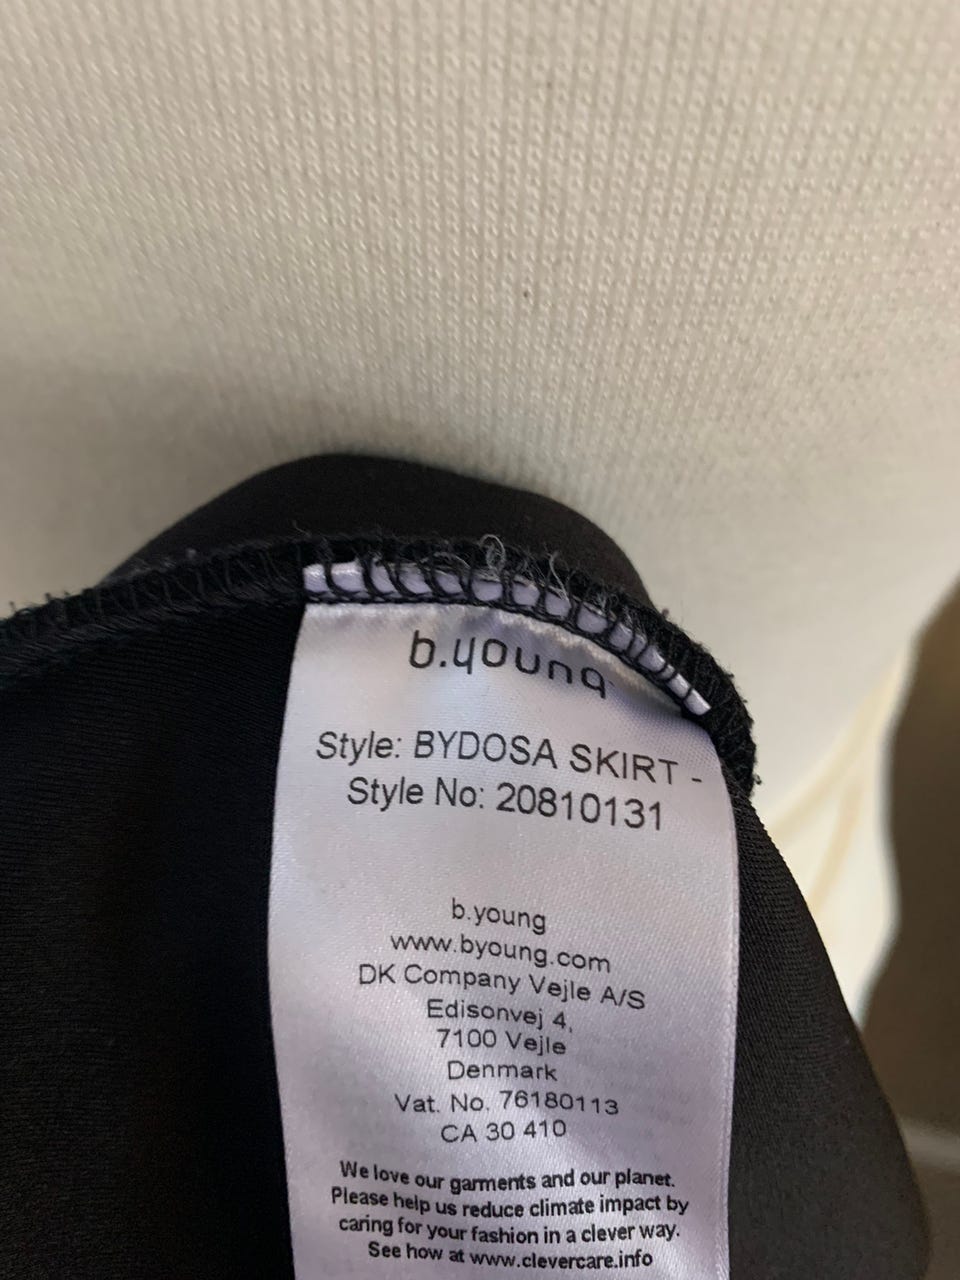 b.young
Style: BYDOSA SKIRT -
Style No: 20810131
b.young
www.byoung.com
DK Company Vejle A/S
Edisonvej 4,
7100 Vejle
Denmark
Vat. No. 76180113
CA 30 410
We love our garments and our planet.
Please help us reduce climate impact by
caring for your fashion in a clever way.
See how at www.clevercare.info